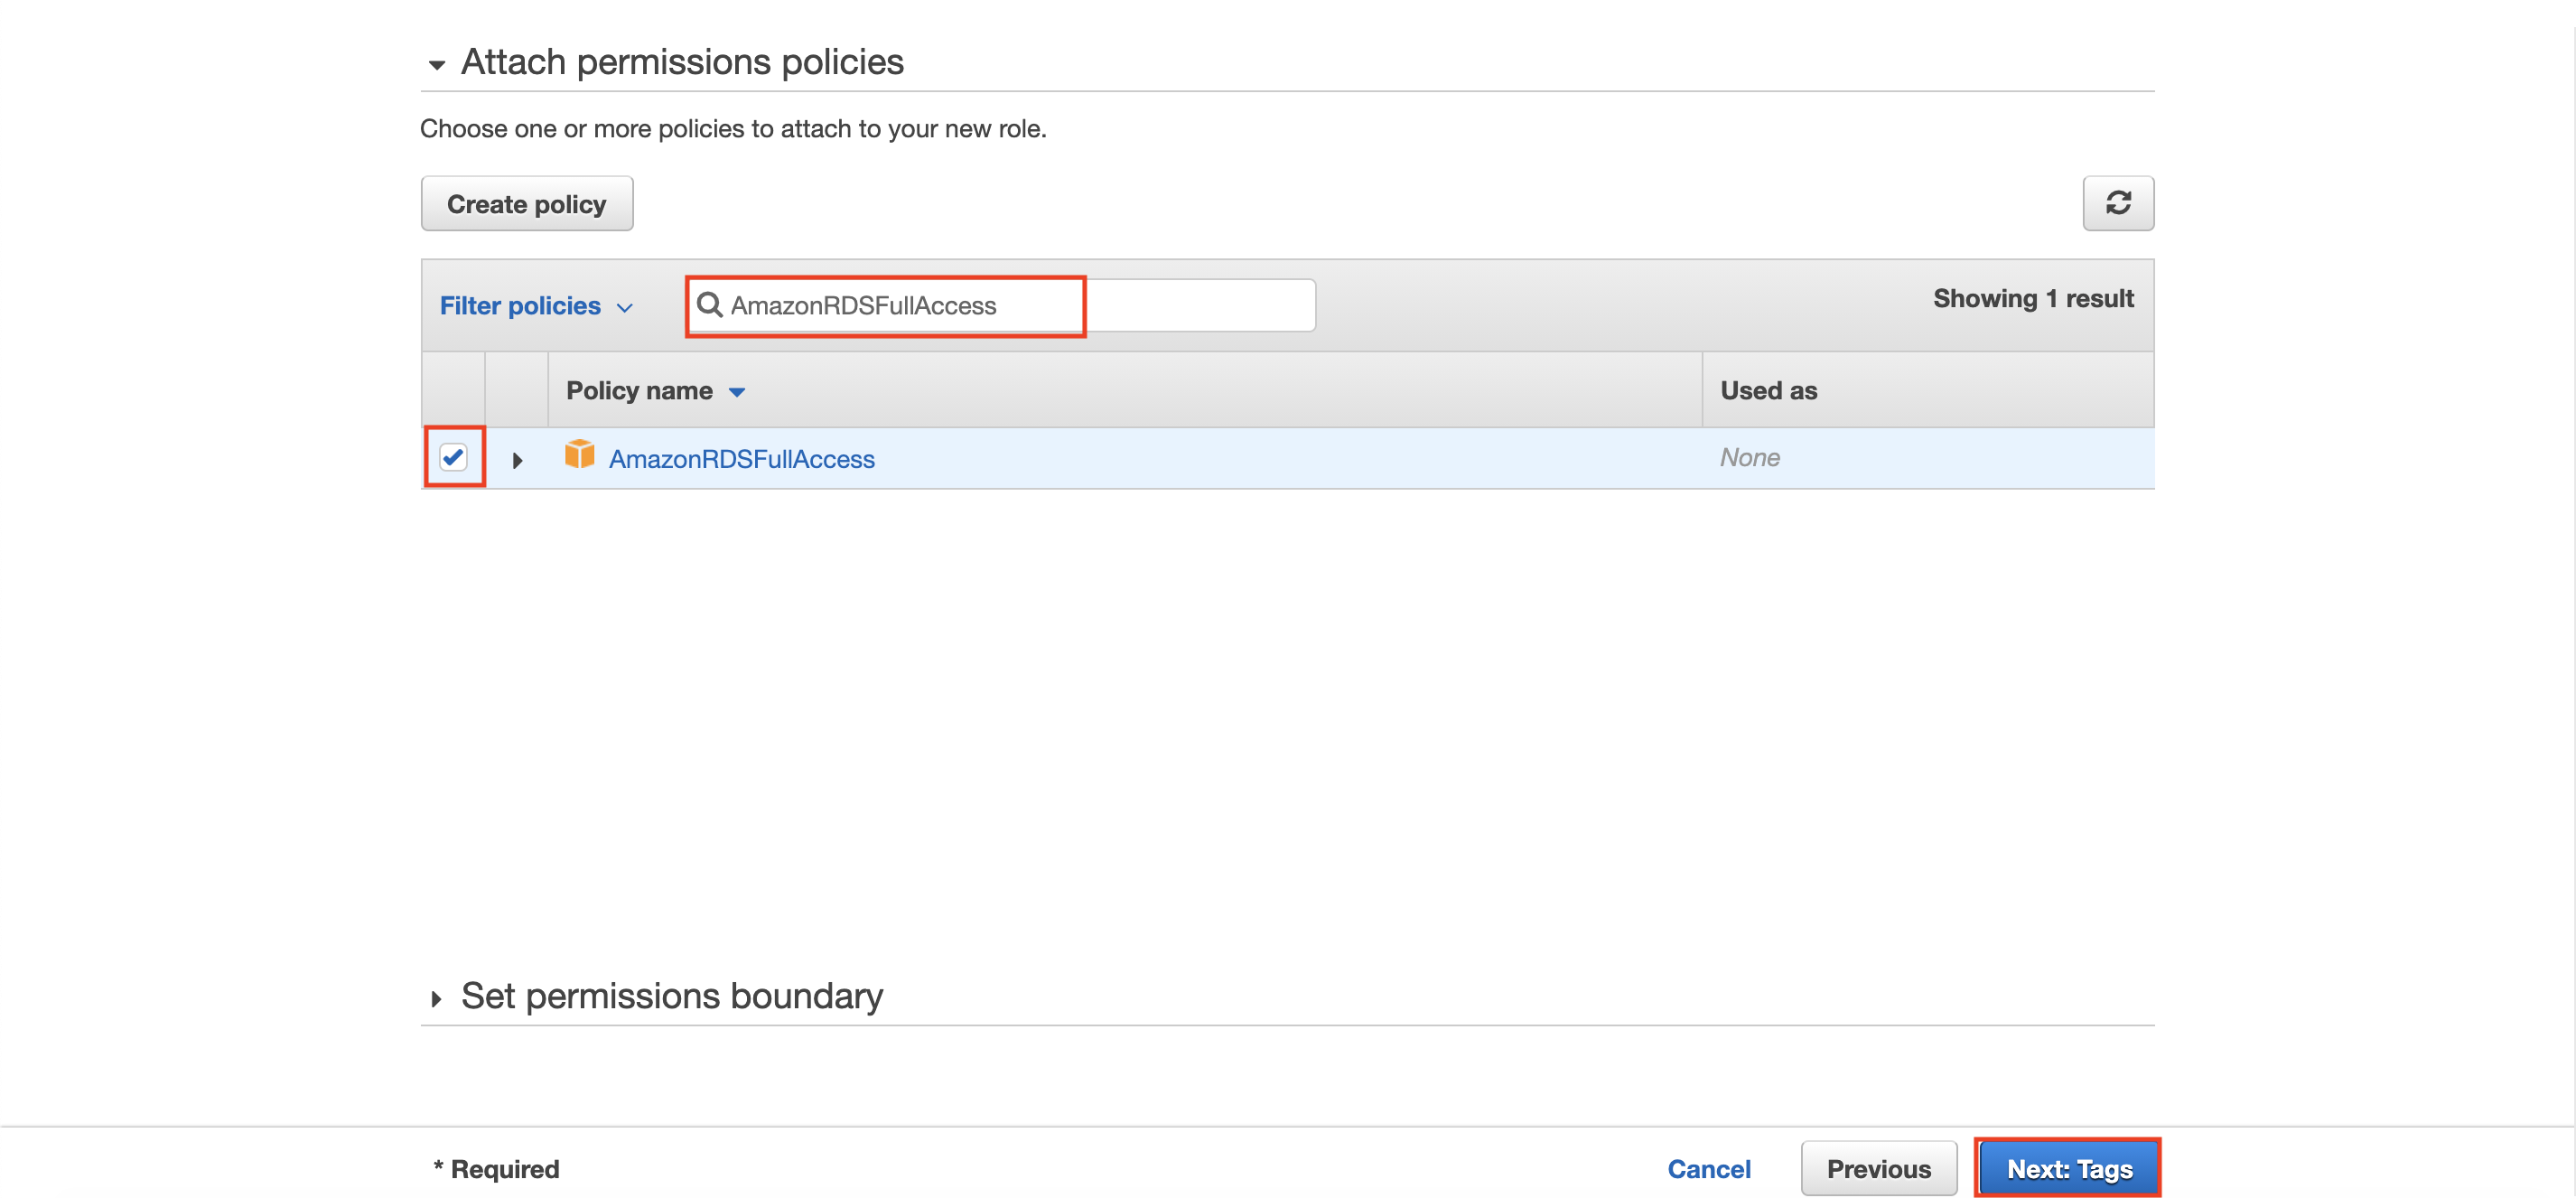 Attach permissions policies
Choose one or more policies to attach to your new role.
Create policy
Filter policies AmazonRDSFullAccess Showing 1 result
Policy name Used as
AmazonRDSFullAccess None
Set permissions boundary
* Required Cancel Previous Next: Tags